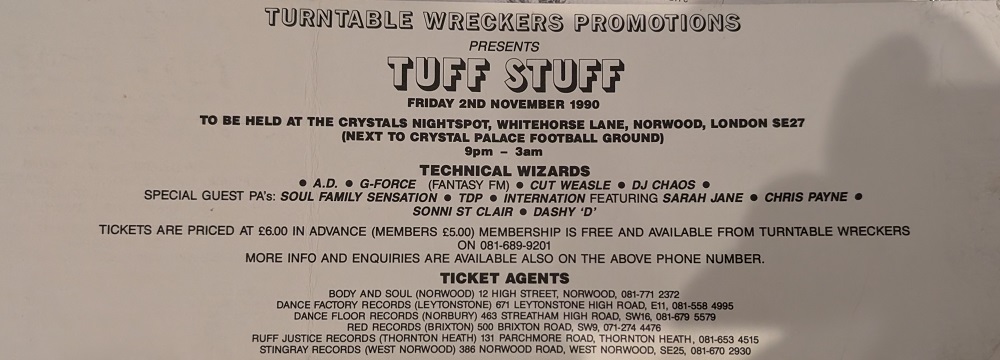 TURNTABLE WRECKERS PROMOTIONS
PRESENTS
TUFF STUFF
FRIDAY 2ND NOVEMBER 1990
TO BE HELD AT THE CRYSTALS NIGHTSPOT, WHITEHORSE LANE, NORWOOD, LONDON SE27
(NEXT TO CRYSTAL PALACE FOOTBALL GROUND)
9pm – 3am
TECHNICAL WIZARDS
● A.D. ● G-FORCE (FANTASY FM) ● CUT WEASLE ● DJ CHAOS ●
SPECIAL GUEST PA's: SOUL FAMILY SENSATION ● TDP ● INTERNATION FEATURING SARAH JANE ● CHRIS PAYNE ●
SONNI ST CLAIR ● DASHY 'D'
TICKETS ARE PRICED AT £6.00 IN ADVANCE (MEMBERS £5.00) MEMBERSHIP IS FREE AND AVAILABLE FROM TURNTABLE WRECKERS
ON 081-689-9201
MORE INFO AND ENQUIRIES ARE AVAILABLE ALSO ON THE ABOVE PHONE NUMBER.
TICKET AGENTS
BODY AND SOUL (NORWOOD) 12 HIGH STREET, NORWOOD, 081-771 2372
DANCE FACTORY RECORDS (LEYTONSTONE) 671 LEYTONSTONE HIGH ROAD, E11, 081-558 4995
DANCE FLOOR RECORDS (NORBURY) 463 STREATHAM HIGH ROAD, SW16, 081-679 5579
RED RECORDS (BRIXTON) 500 BRIXTON ROAD, SW9, 071-274 4476
RUFF JUSTICE RECORDS (THORNTON HEATH) 131 PARCHMORE ROAD, THORNTON HEATH, 081-653 4515
STINGRAY RECORDS (WEST NORWOOD) 386 NORWOOD ROAD, WEST NORWOOD, SE25, 081-670 2930